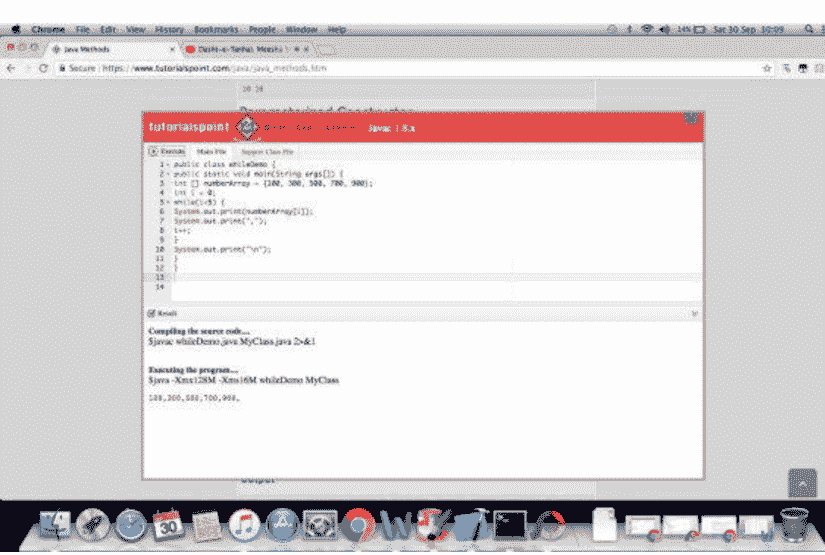 Chrome File Edit View History Bookmarks People Window Help
24% Sat 30 Sep
Java Methods
Secure https://www.tutorialspoint.com/java/java_methods.htm
tutorialspoint
Execute Main File Support Class File
1 public class whileDemo {
2 public static void main(String args[]) {
3 int [] numberArray = {100, 300, 500, 700, 900};
4 int i = 0;
5 while(i<5) {
6 System.out.print(numberArray[i]);
7 System.out.print(",");
8 i++;
9 }
10 System.out.print("\n");
11 }
12 }
13
14
Result
Compiling the source code....
$javac whileDemo.java MyClass.java 2>&1
Executing the program....
$java -Xmx128M -Xms16M whileDemo MyClass
100,300,500,700,900,
Output
30